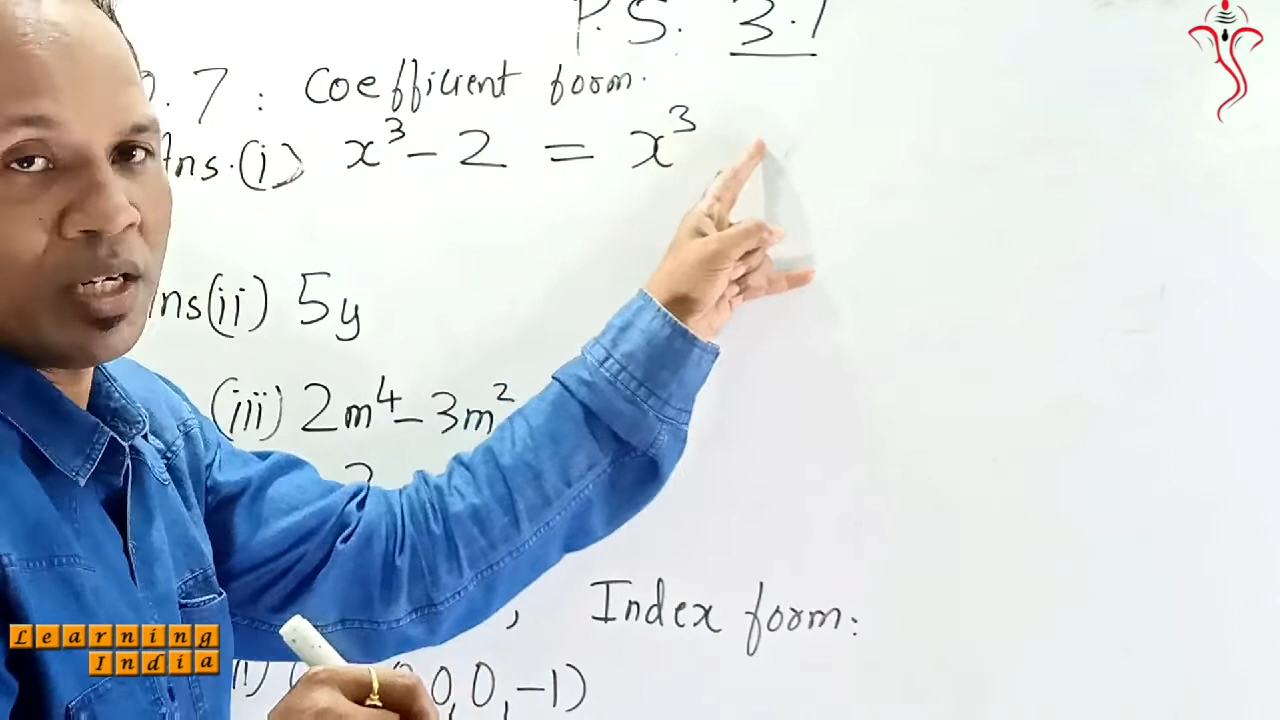 P.S. 3.1
. 7 : Coefficient form.
Ans.(i) x³ - 2 = x³
ns(ii) 5y
(iii) 2m⁴ - 3m²
, Index form:
0, 0, -1)
Learning
India